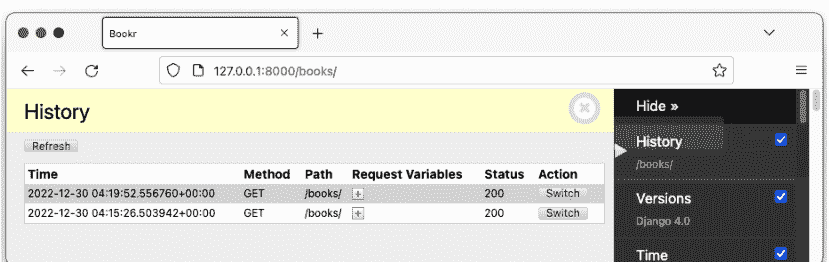 Bookr
127.0.0.1:8000/books/
History
Refresh
Time Method Path Request Variables Status Action
2022-12-30 04:19:52.556760+00:00 GET /books/ + 200 Switch
2022-12-30 04:15:26.503942+00:00 GET /books/ + 200 Switch
Hide »
History
/books/
Versions
Django 4.0
Time